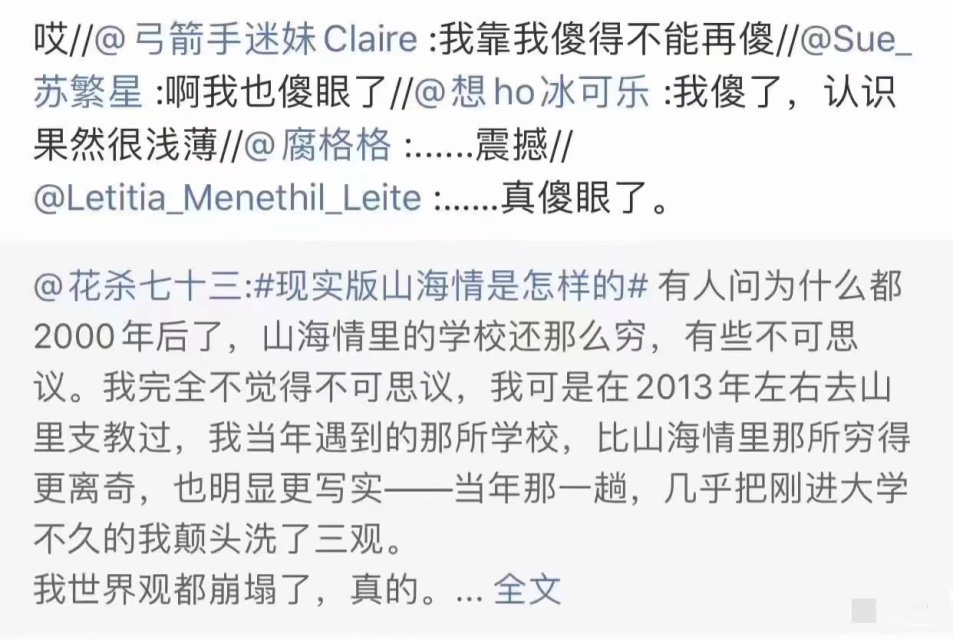 哎//@弓箭手迷妹Claire :我靠我傻得不能再傻//@Sue_
苏繁星 :啊我也傻眼了//@想ho冰可乐 :我傻了，认识
果然很浅薄//@腐格格 :......震撼//
@Letitia_Menethil_Leite :......真傻眼了。
@花杀七十三:#现实版山海情是怎样的# 有人问为什么都
2000年后了，山海情里的学校还那么穷，有些不可思
议。我完全不觉得不可思议，我可是在2013年左右去山
里支教过，我当年遇到的那所学校，比山海情里那所穷得
更离奇，也明显更写实——当年那一趟，几乎把刚进大学
不久的我颠头洗了三观。
我世界观都崩塌了，真的。... 全文